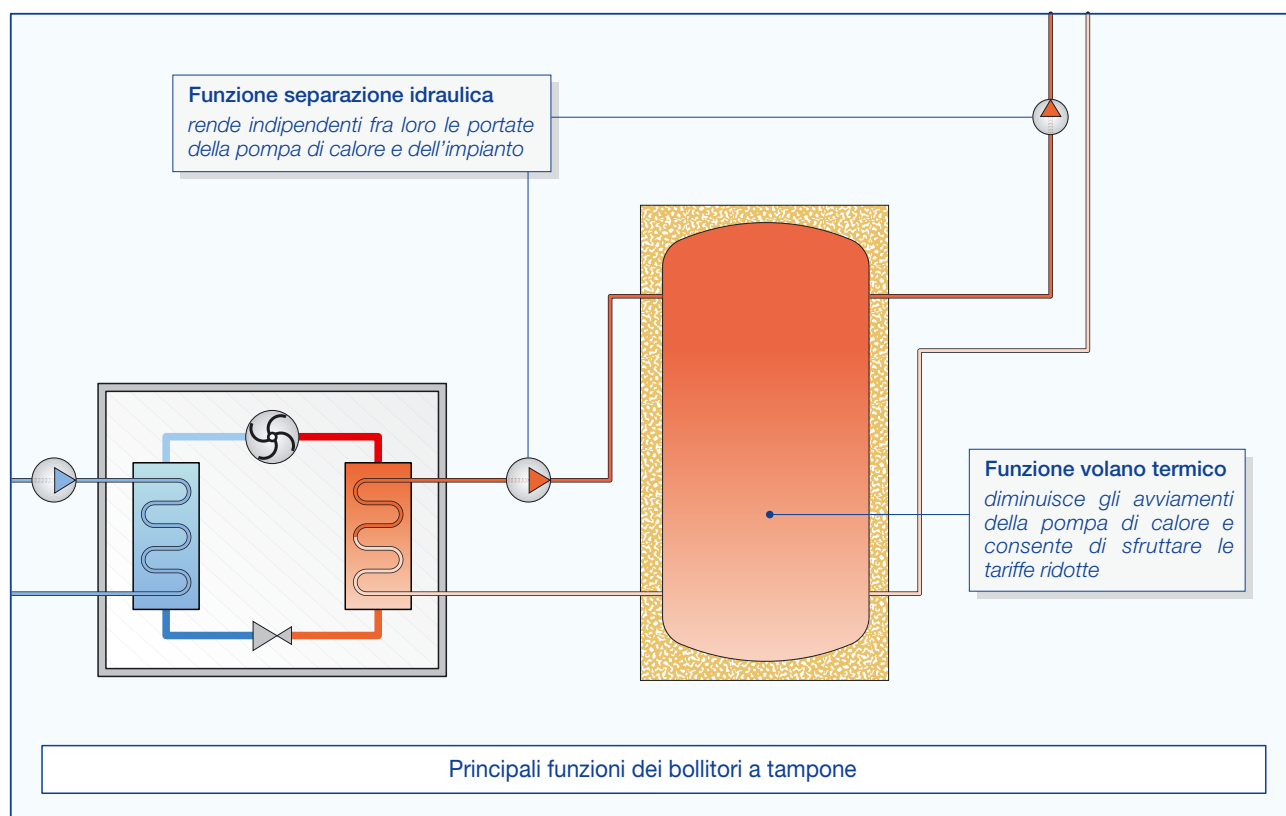 Funzione separazione idraulica
rende indipendenti fra loro le portate
della pompa di calore e dell'impianto
Funzione volano termico
diminuisce gli avviamenti
della pompa di calore e
consente di sfruttare le
tariffe ridotte
Principali funzioni dei bollitori a tampone